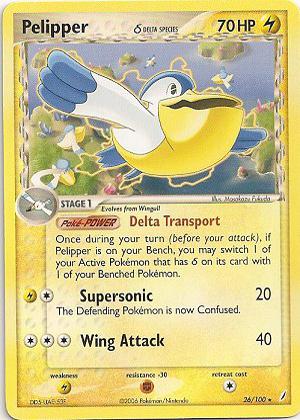 Pelipper δ DELTA SPECIES 70 HP
Illus. Masakazu Fukuda
STAGE 1 Evolves from Wingull
Poké-POWER Delta Transport
Once during your turn (before your attack), if
Pelipper is on your Bench, you may switch 1 of
your Active Pokémon that has δ on its card with
1 of your Benched Pokémon.
Supersonic 20
The Defending Pokémon is now Confused.
Wing Attack 40
weakness resistance -30 retreat cost
©2006 Pokémon/Nintendo 26/100 ★